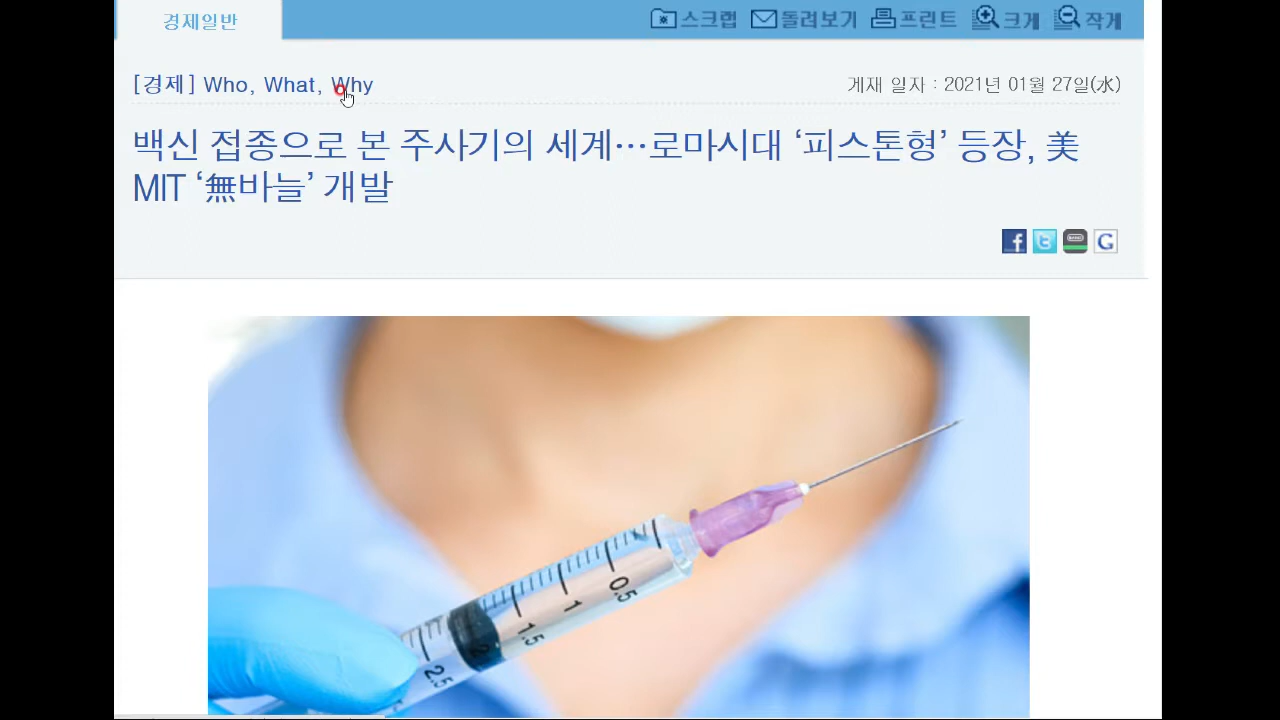 경제일반
스크랩 돌려보기 프린트 크게 작게
[경제] Who, What, Why
게재 일자 : 2021년 01월 27일(水)
백신 접종으로 본 주사기의 세계…로마시대 ‘피스톤형’ 등장, 美
MIT ‘無바늘’ 개발
f t G
0.5
1
1.5
2
2.5